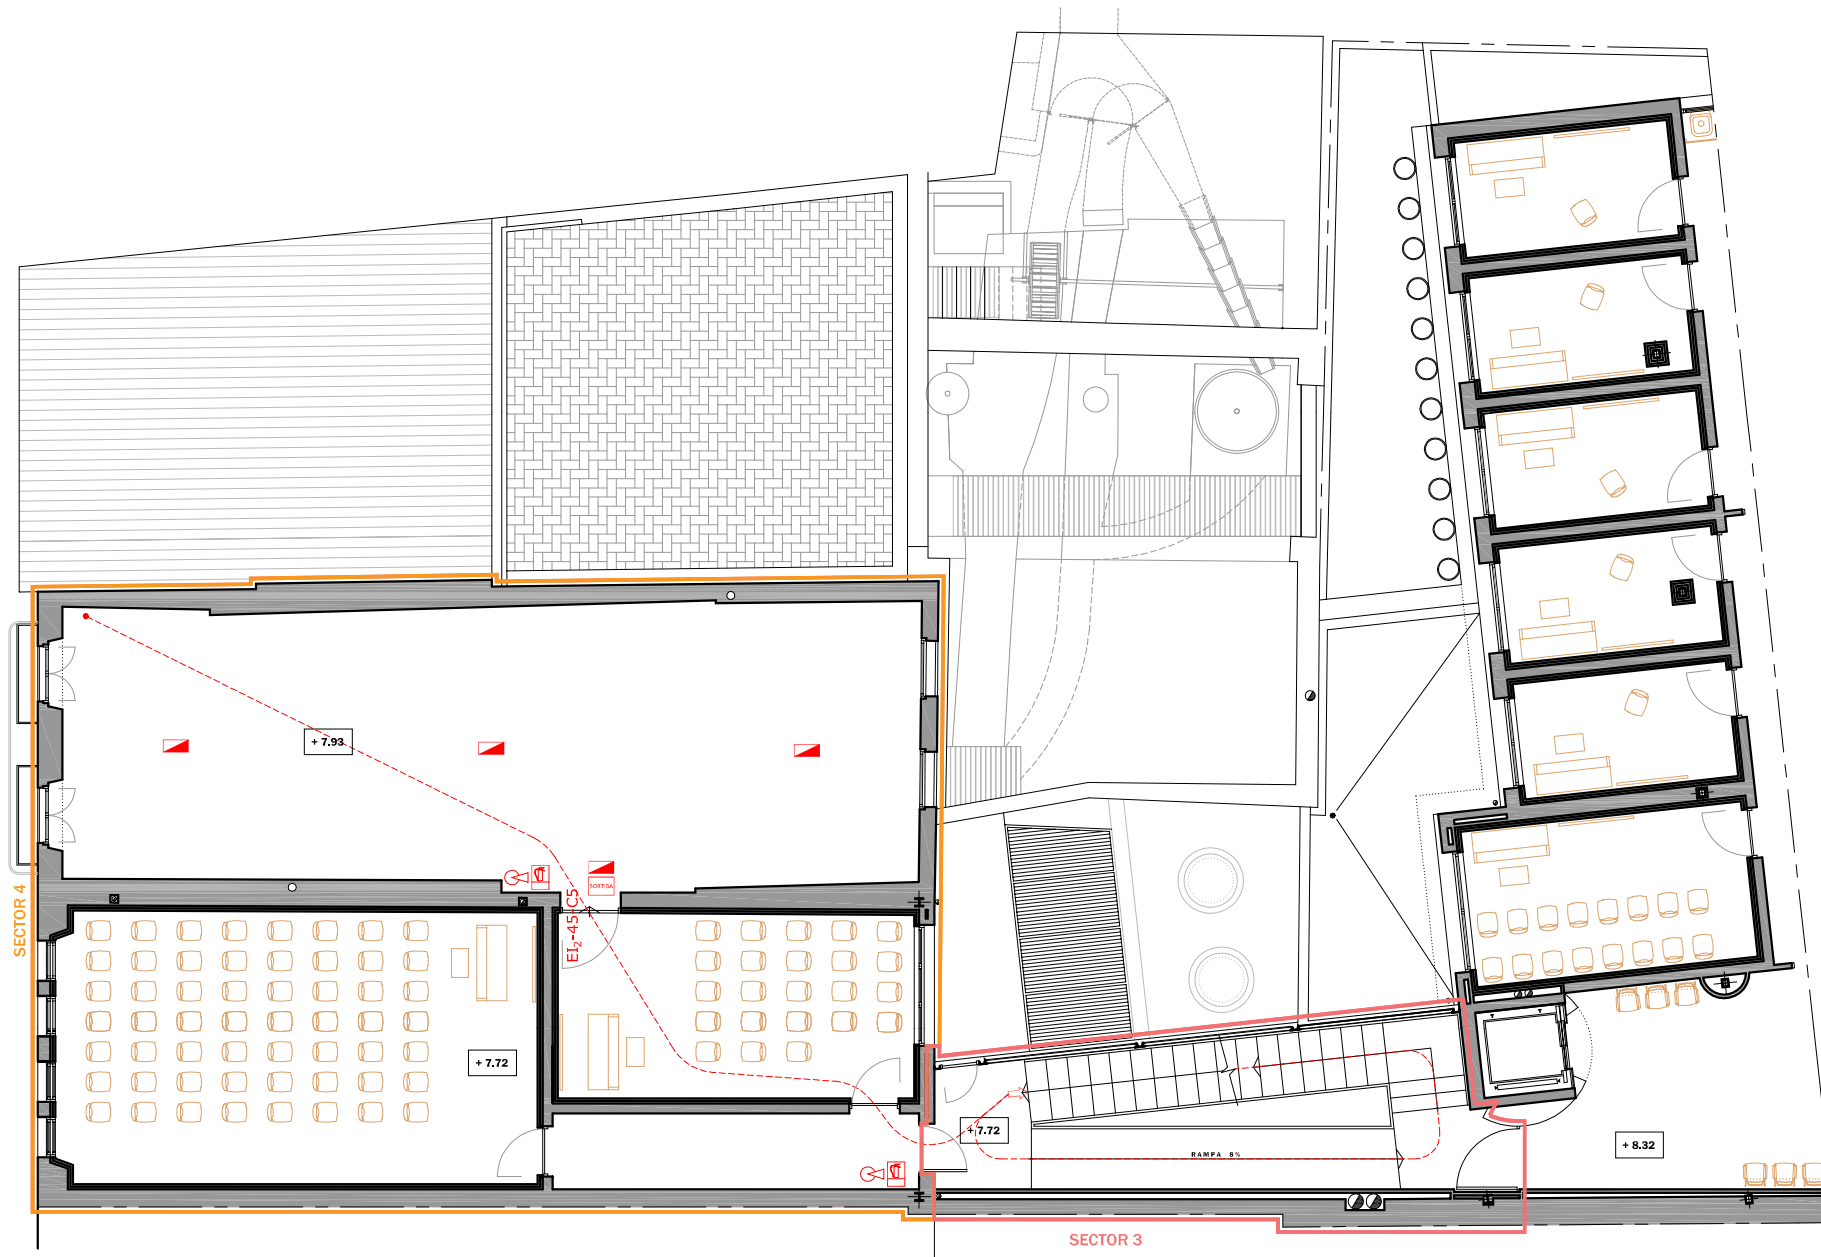 + 7.93
SORTIDA
EI2-45-C5
SECTOR 4
+ 7.72
+ 7.72
RAMPA 8%
+ 8.32
SECTOR 3